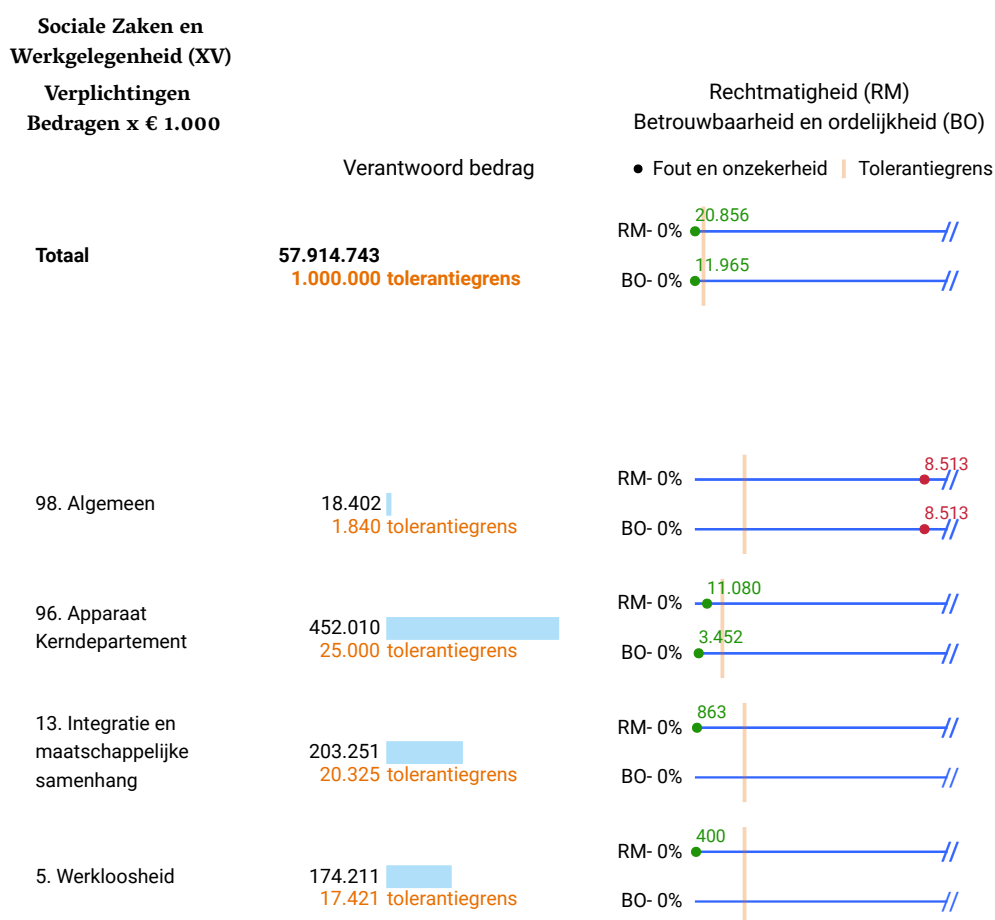 Sociale Zaken en
Werkgelegenheid (XV)
Verplichtingen
Bedragen x € 1.000
Rechtmatigheid (RM)
Betrouwbaarheid en ordelijkheid (BO)
Verantwoord bedrag
Fout en onzekerheid
Tolerantiegrens
Totaal
57.914.743
1.000.000 tolerantiegrens
20.856
RM- 0%
11.965
BO- 0%
98. Algemeen
18.402
1.840 tolerantiegrens
8.513
RM- 0%
8.513
BO- 0%
96. Apparaat
Kerndepartement
452.010
25.000 tolerantiegrens
11.080
RM- 0%
3.452
BO- 0%
13. Integratie en
maatschappelijke
samenhang
203.251
20.325 tolerantiegrens
863
RM- 0%
BO- 0%
5. Werkloosheid
174.211
17.421 tolerantiegrens
400
RM- 0%
BO- 0%